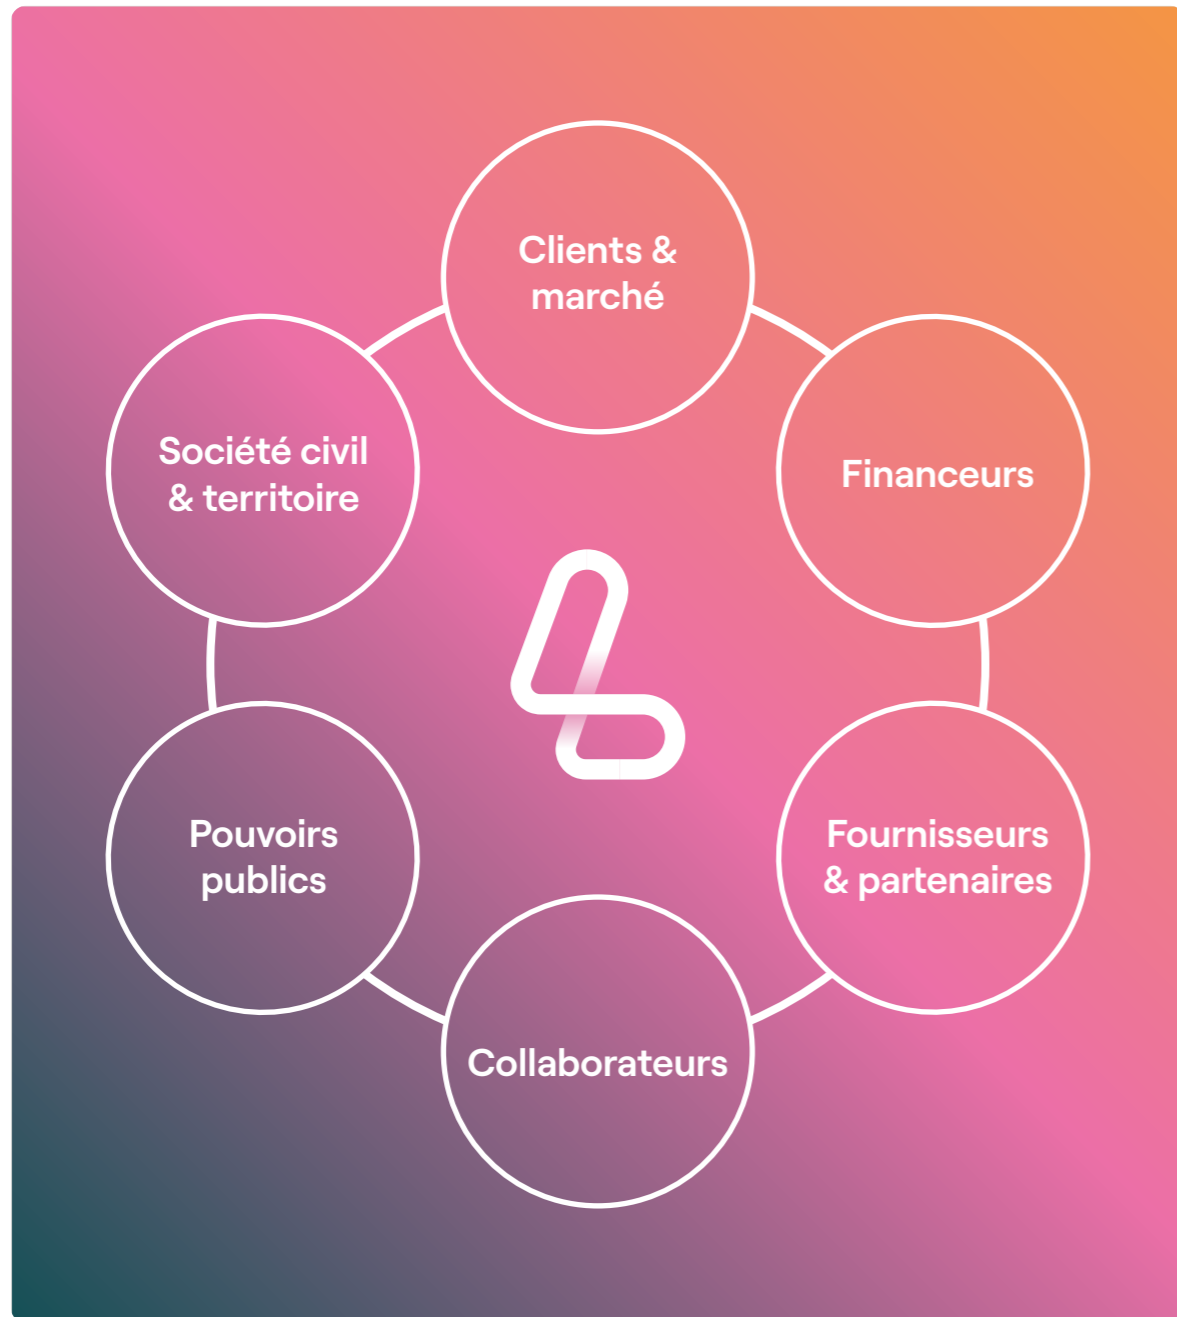 Clients &
marché
Financeurs
Fournisseurs
& partenaires
Collaborateurs
Pouvoirs
publics
Société civil
& territoire